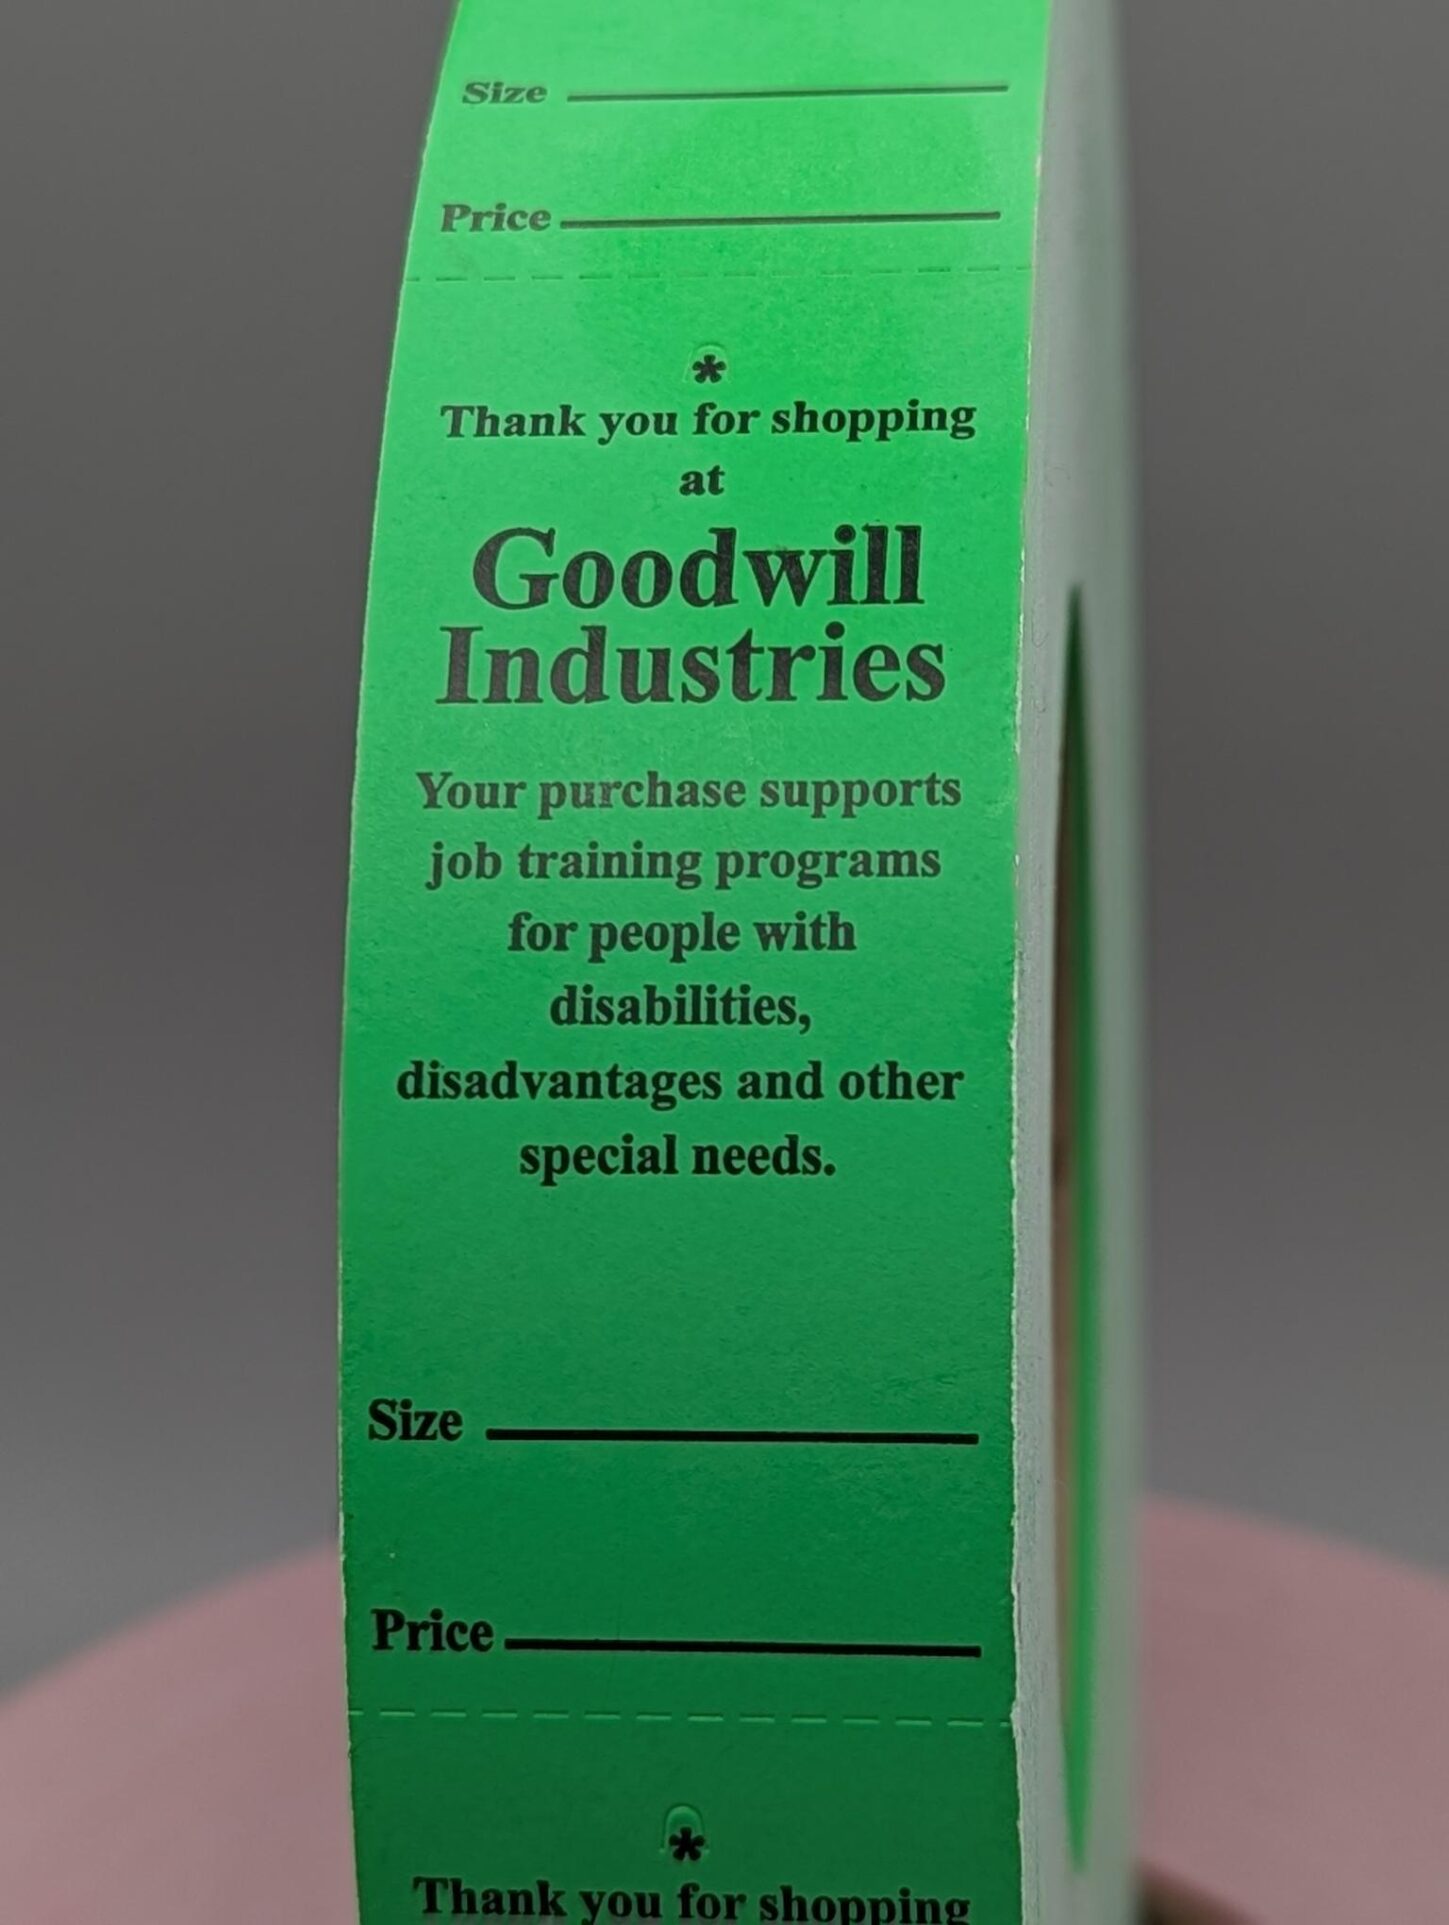 Size
Price
*
Thank you for shopping
at
Goodwill
Industries
Your purchase supports
job training programs
for people with
disabilities,
disadvantages and other
special needs.
Size
Price
*
Thank you for shopping